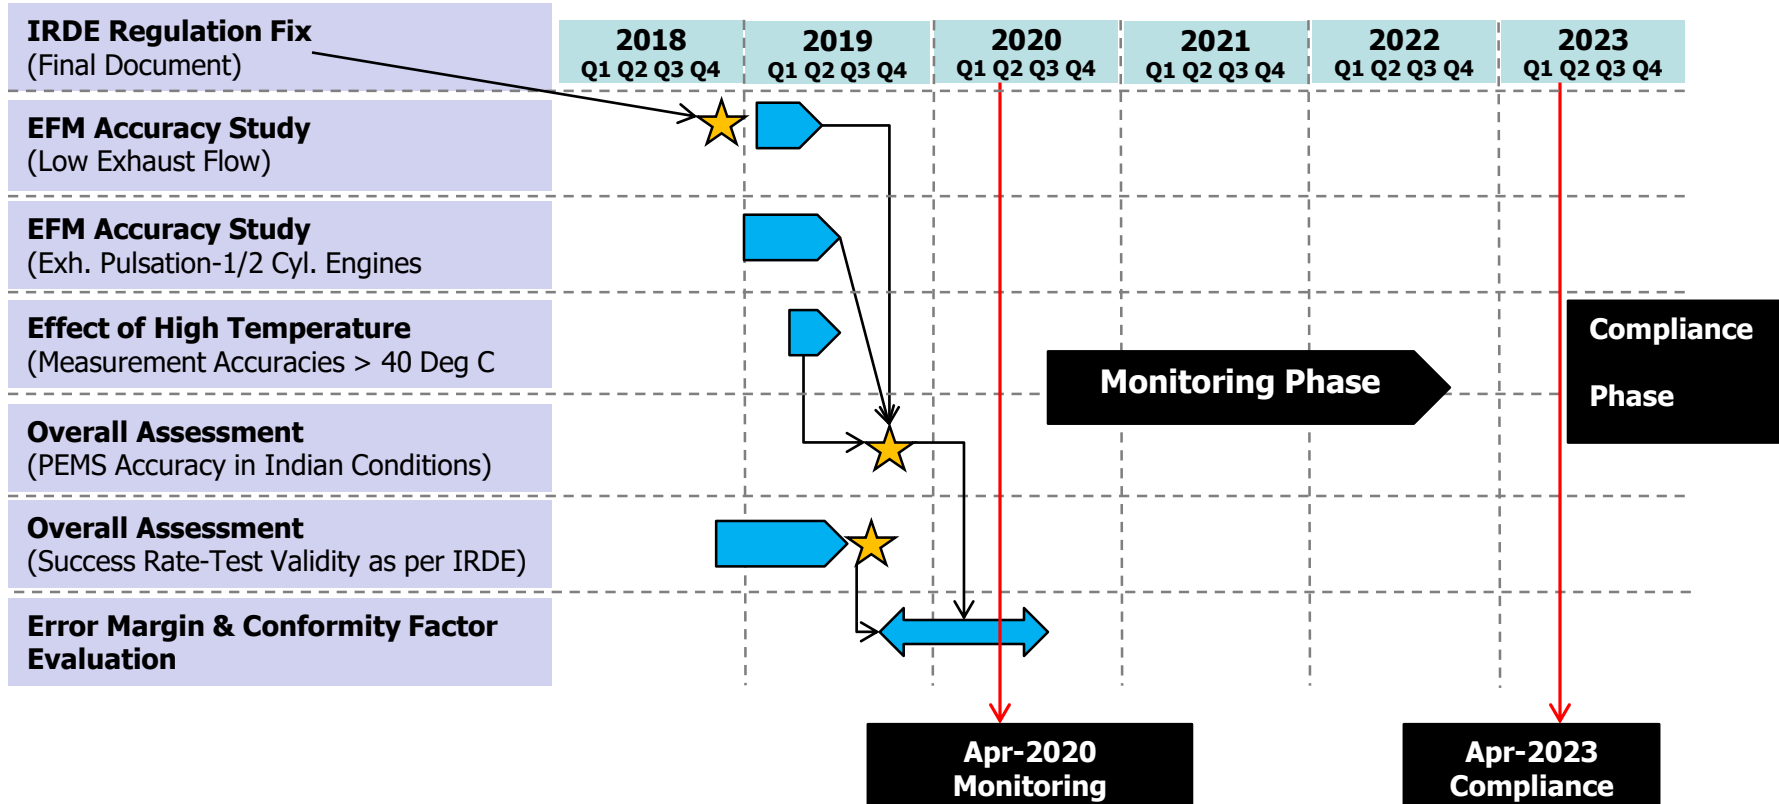 IRDE Regulation Fix
(Final Document)
2018
Q1 Q2 Q3 Q4
2019
Q1 Q2 Q3 Q4
2020
Q1 Q2 Q3 Q4
2021
Q1 Q2 Q3 Q4
2022
Q1 Q2 Q3 Q4
2023
Q1 Q2 Q3 Q4
EFM Accuracy Study
(Low Exhaust Flow)
EFM Accuracy Study
(Exh. Pulsation-1/2 Cyl. Engines
Effect of High Temperature
(Measurement Accuracies > 40 Deg C
Monitoring Phase
Compliance
Phase
Overall Assessment
(PEMS Accuracy in Indian Conditions)
Overall Assessment
(Success Rate-Test Validity as per IRDE)
Error Margin & Conformity Factor
Evaluation
Apr-2020
Monitoring
Apr-2023
Compliance